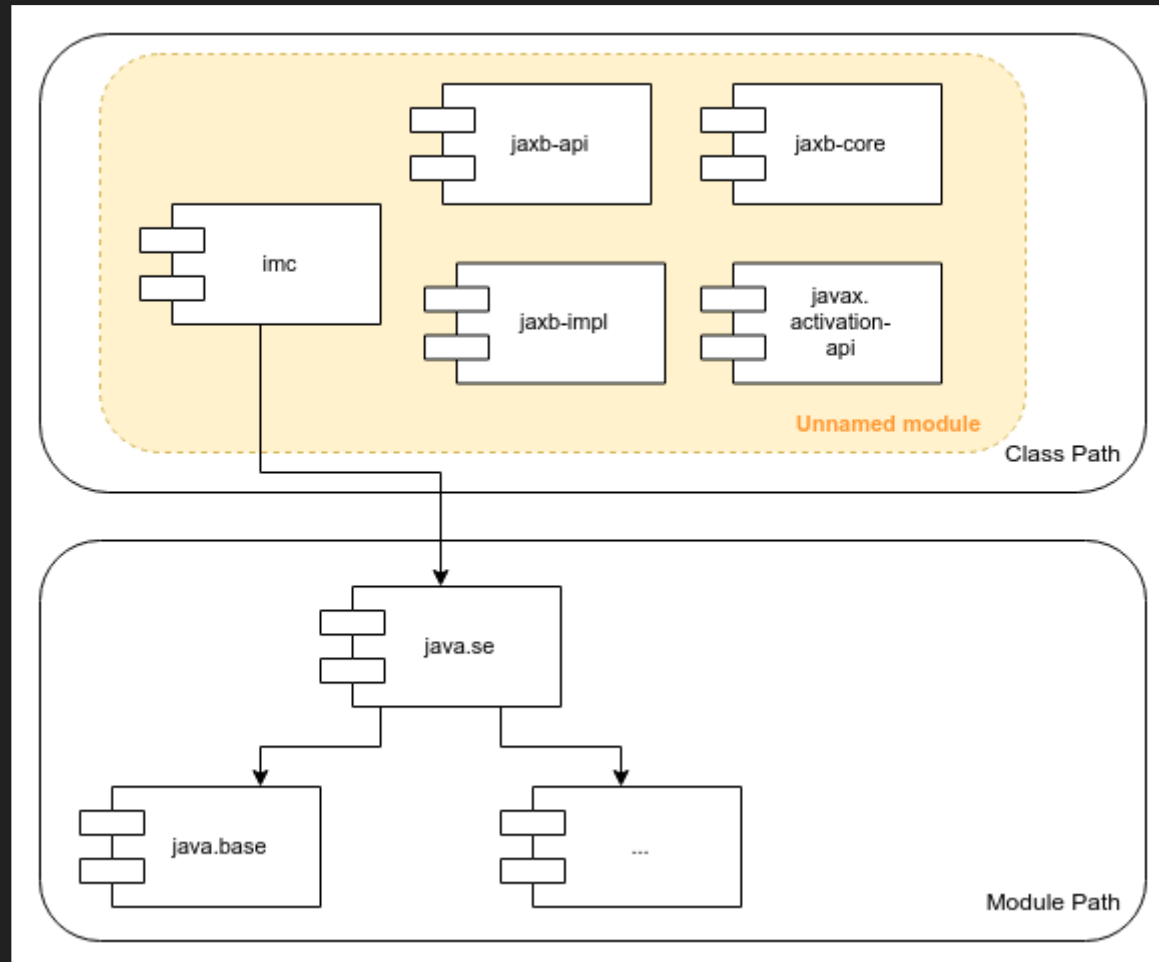 jaxb-api
jaxb-core
imc
jaxb-impl
javax.
activation-
api
Unnamed module
Class Path
java.se
java.base
...
Module Path